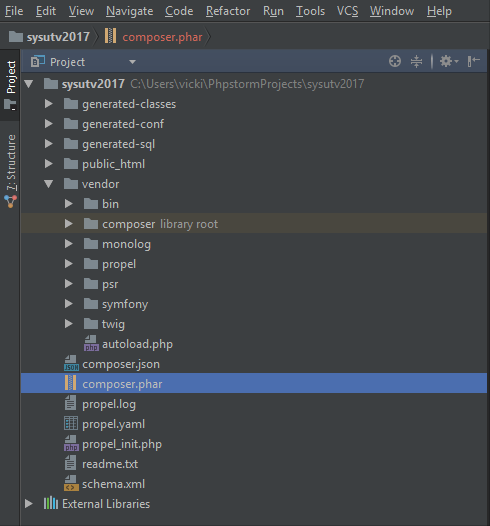 File Edit View Navigate Code Refactor Run Tools VCS Window Help
sysutv2017 composer.phar
Project
Project
7: Structure
sysutv2017 C:\Users\vicki\PhpstormProjects\sysutv2017
generated-classes
generated-conf
generated-sql
public_html
vendor
bin
composer library root
monolog
propel
psr
symfony
twig
php autoload.php
JSON composer.json
composer.phar
propel.log
propel.yaml
php propel_init.php
readme.txt
<> schema.xml
External Libraries